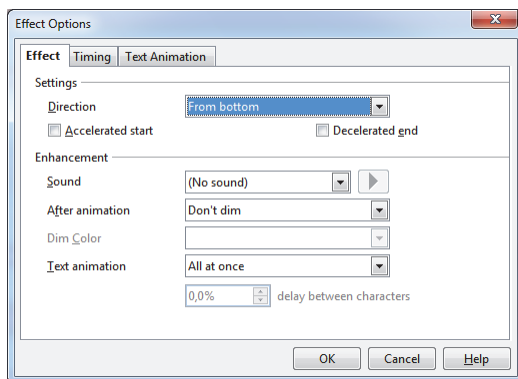 Effect Options
Effect Timing Text Animation
Settings
Direction From bottom
Accelerated start Decelerated end
Enhancement
Sound (No sound)
After animation Don't dim
Dim Color
Text animation All at once
0,0% delay between characters
OK Cancel Help